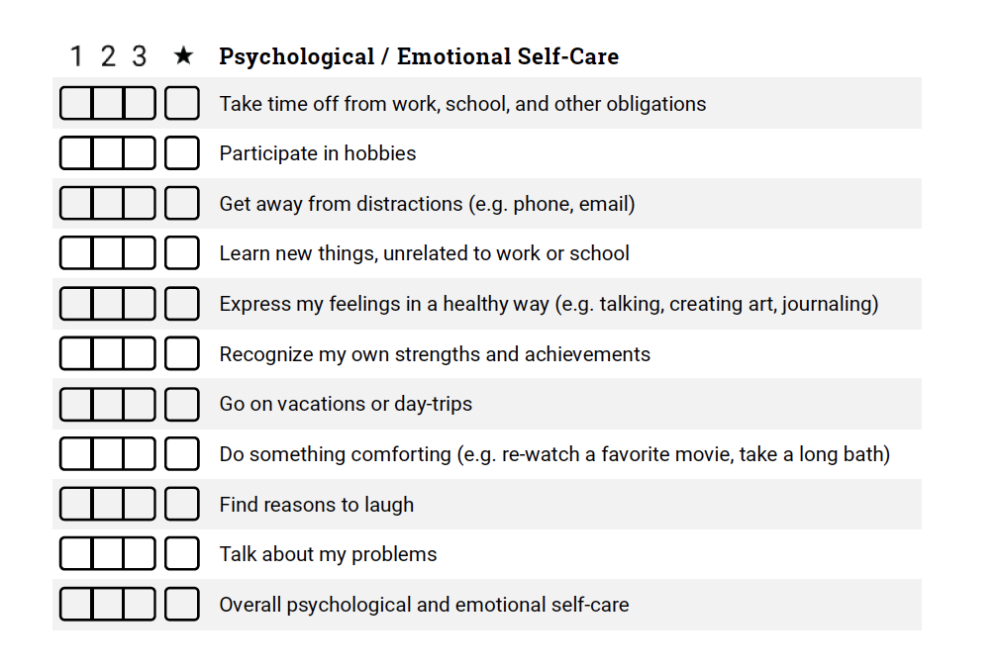 1 2 3 ★ Psychological / Emotional Self-Care
Take time off from work, school, and other obligations
Participate in hobbies
Get away from distractions (e.g. phone, email)
Learn new things, unrelated to work or school
Express my feelings in a healthy way (e.g. talking, creating art, journaling)
Recognize my own strengths and achievements
Go on vacations or day-trips
Do something comforting (e.g. re-watch a favorite movie, take a long bath)
Find reasons to laugh
Talk about my problems
Overall psychological and emotional self-care